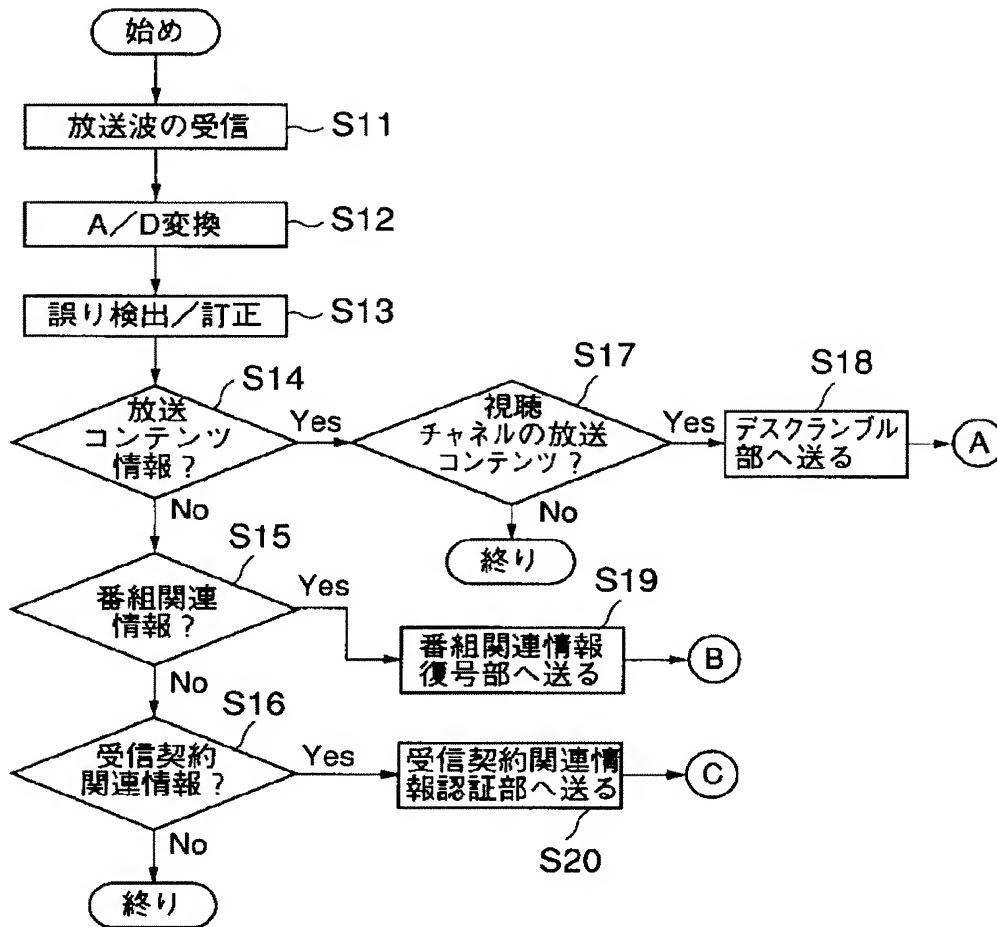 始め
放送波の受信
S11
A/D変換
S12
誤り検出/訂正
S13
放送
コンテンツ
情報?
S14
Yes
No
視聴
チャネルの放送
コンテンツ?
S17
Yes
No
終り
デスクランブル
部へ送る
S18
A
番組関連
情報?
S15
Yes
No
番組関連情報
復号部へ送る
S19
B
受信契約
関連情報?
S16
Yes
No
受信契約関連情
報認証部へ送る
S20
C
終り